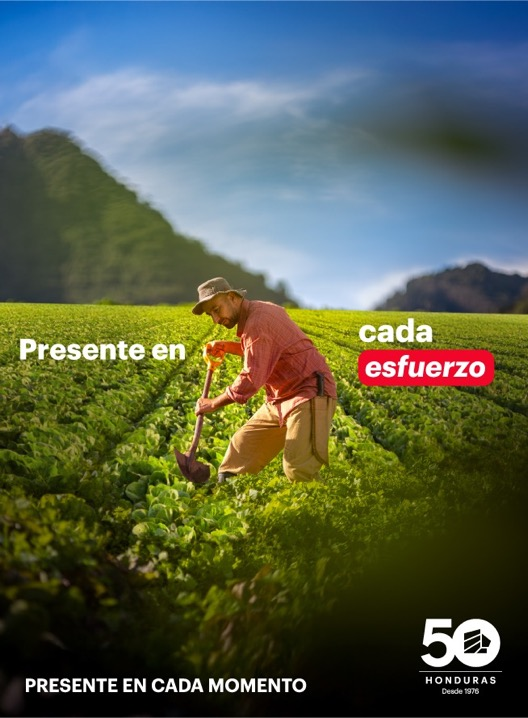 Presente en
cada
esfuerzo
PRESENTE EN CADA MOMENTO
50
HONDURAS
Desde 1976